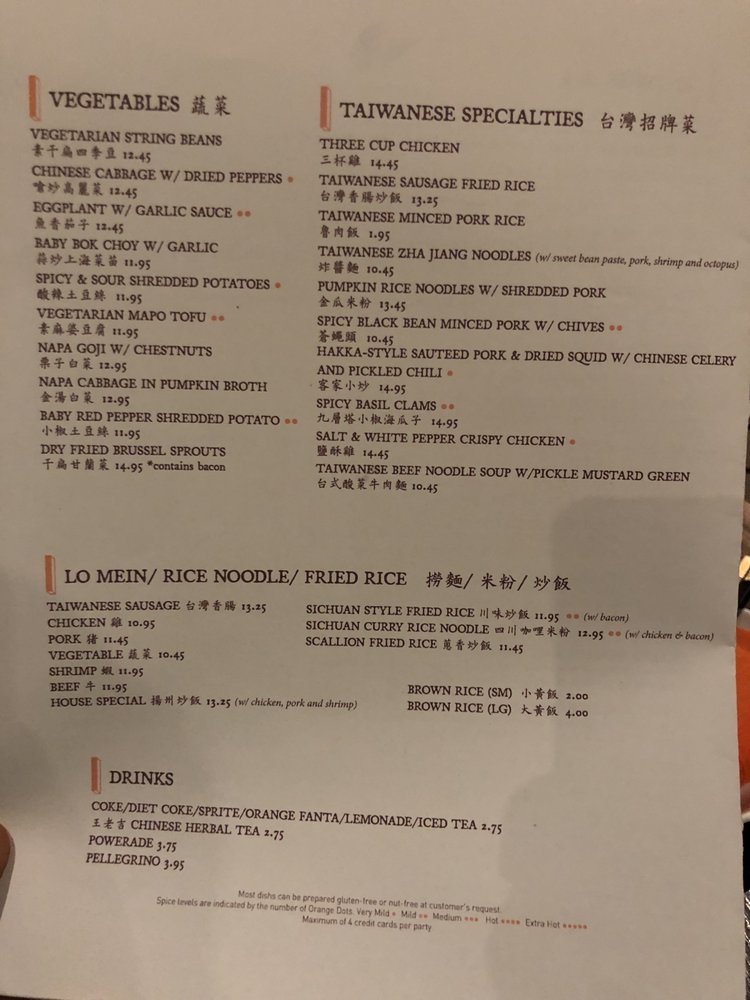 VEGETABLES 蔬菜
VEGETARIAN STRING BEANS
素干扁四季豆 12.45
CHINESE CABBAGE W/ DRIED PEPPERS •
嗆炒高麗菜 12.45
EGGPLANT W/ GARLIC SAUCE ••
魚香茄子 12.45
BABY BOK CHOY W/ GARLIC
蒜炒上海菜苗 11.95
SPICY & SOUR SHREDDED POTATOES •
酸辣土豆絲 11.95
VEGETARIAN MAPO TOFU ••
素麻婆豆腐 11.95
NAPA GOJI W/ CHESTNUTS
栗子白菜 12.95
NAPA CABBAGE IN PUMPKIN BROTH
金湯白菜 12.95
BABY RED PEPPER SHREDDED POTATO ••
小椒土豆絲 11.95
DRY FRIED BRUSSEL SPROUTS
干扁甘蘭菜 14.95 *contains bacon
TAIWANESE SPECIALTIES 台灣招牌菜
THREE CUP CHICKEN
三杯雞 14.45
TAIWANESE SAUSAGE FRIED RICE
台灣香腸炒飯 13.25
TAIWANESE MINCED PORK RICE
魯肉飯 1.95
TAIWANESE ZHA JIANG NOODLES (w/ sweet bean paste, pork, shrimp and octopus)
炸醬麵 10.45
PUMPKIN RICE NOODLES W/ SHREDDED PORK
金瓜米粉 13.45
SPICY BLACK BEAN MINCED PORK W/ CHIVES ••
蒼蠅頭 10.45
HAKKA-STYLE SAUTEED PORK & DRIED SQUID W/ CHINESE CELERY
AND PICKLED CHILI •
客家小炒 14.95
SPICY BASIL CLAMS ••
九層塔小椒海瓜子 14.95
SALT & WHITE PEPPER CRISPY CHICKEN •
鹽酥雞 14.45
TAIWANESE BEEF NOODLE SOUP W/PICKLE MUSTARD GREEN
台式酸菜牛肉麵 10.45
LO MEIN/ RICE NOODLE/ FRIED RICE 撈麵/ 米粉/ 炒飯
TAIWANESE SAUSAGE 台灣香腸 13.25
CHICKEN 雞 10.95
PORK 猪 11.45
VEGETABLE 蔬菜 10.45
SHRIMP 蝦 11.95
BEEF 牛 11.95
HOUSE SPECIAL 揚州炒飯 13.25 (w/ chicken, pork and shrimp)
SICHUAN STYLE FRIED RICE 川味炒飯 11.95 •• (w/ bacon)
SICHUAN CURRY RICE NOODLE 四川咖哩米粉 12.95 •• (w/ chicken & bacon)
SCALLION FRIED RICE 蔥香炒飯 11.45
BROWN RICE (SM) 小黃飯 2.00
BROWN RICE (LG) 大黃飯 4.00
DRINKS
COKE/DIET COKE/SPRITE/ORANGE FANTA/LEMONADE/ICED TEA 2.75
王老吉 CHINESE HERBAL TEA 2.75
POWERADE 3.75
PELLEGRINO 3.95
Most dishs can be prepared gluten-free or nut-free at customer's request.
Spice levels are indicated by the number of Orange Dots. Very Mild • Mild •• Medium ••• Hot •••• Extra Hot •••••
Maximum of 4 credit cards per party